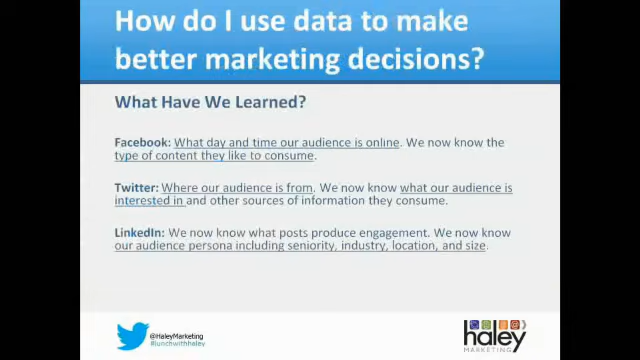 How do I use data to make
better marketing decisions?
What Have We Learned?
Facebook: What day and time our audience is online. We now know the
type of content they like to consume.
Twitter: Where our audience is from. We now know what our audience is
interested in and other sources of information they consume.
LinkedIn: We now know what posts produce engagement. We now know
our audience persona including seniority, industry, location, and size.
@HaleyMarketing
#lunchwithhaley
haley
MARKETING